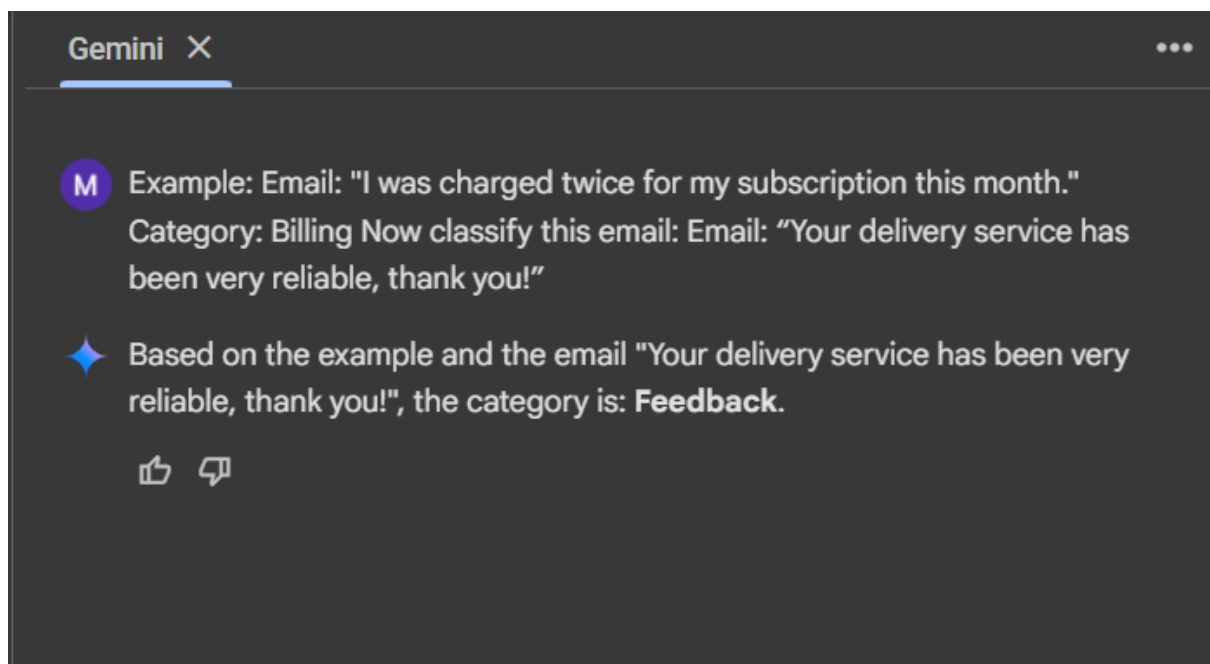 Gemini
M
Example: Email: "I was charged twice for my subscription this month."
Category: Billing Now classify this email: Email: “Your delivery service has
been very reliable, thank you!”
Based on the example and the email "Your delivery service has been very
reliable, thank you!", the category is: Feedback.